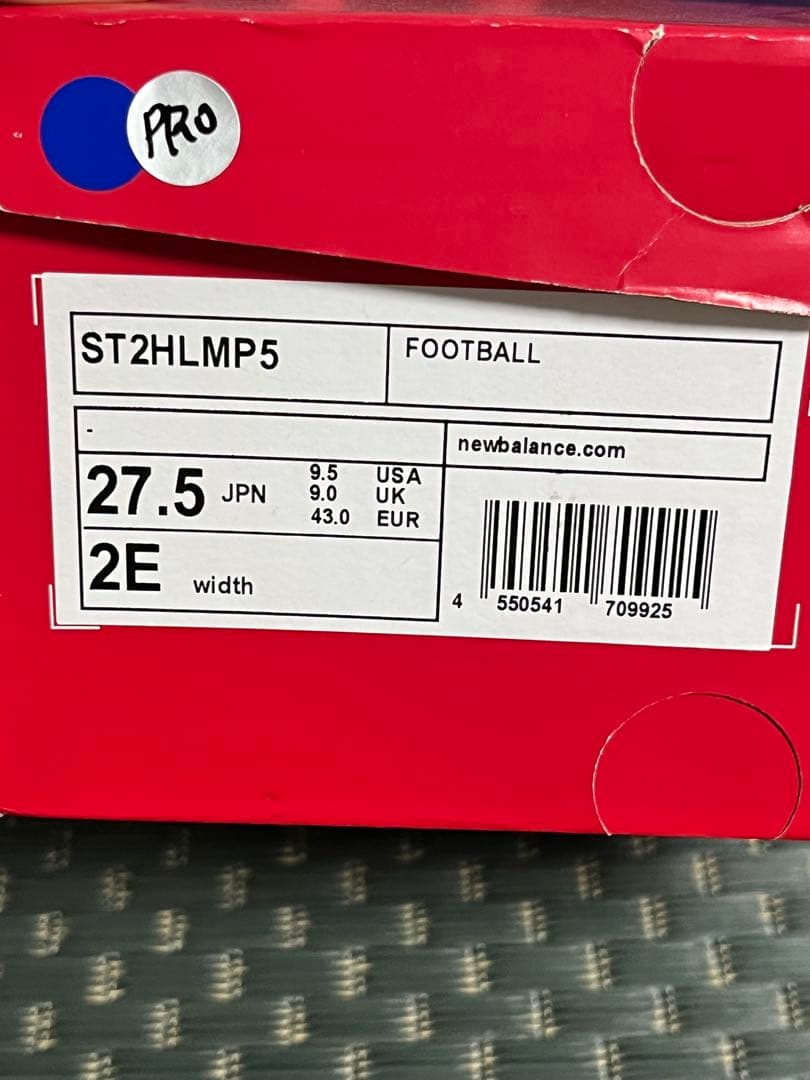 PRO
ST2HLMP5
FOOTBALL
-
newbalance.com
27.5 JPN
9.5 USA
9.0 UK
43.0 EUR
2E width
4 550541 709925